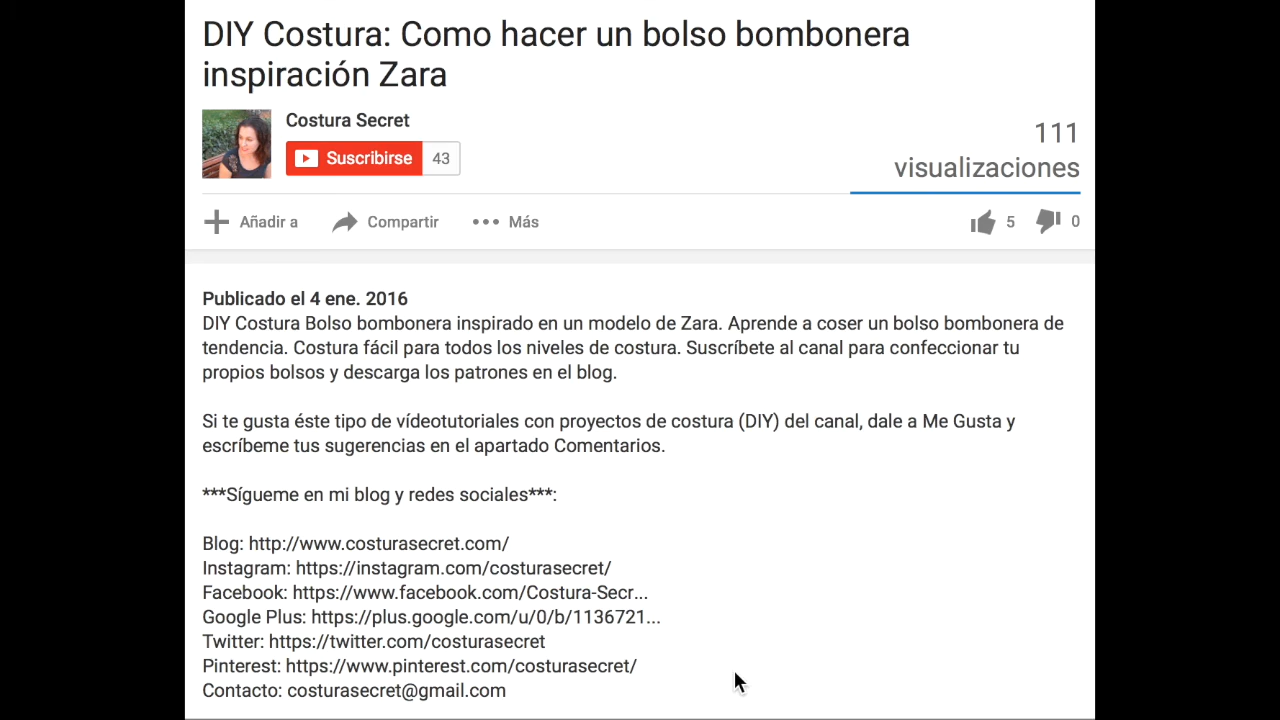 DIY Costura: Como hacer un bolso bombonera
inspiración Zara
Costura Secret
Suscribirse 43
111
visualizaciones
Añadir a Compartir Más 5 0
Publicado el 4 ene. 2016
DIY Costura Bolso bombonera inspirado en un modelo de Zara. Aprende a coser un bolso bombonera de
tendencia. Costura fácil para todos los niveles de costura. Suscríbete al canal para confeccionar tu
propios bolsos y descarga los patrones en el blog.
Si te gusta éste tipo de vídeotutoriales con proyectos de costura (DIY) del canal, dale a Me Gusta y
escríbeme tus sugerencias en el apartado Comentarios.
***Sígueme en mi blog y redes sociales***:
Blog: http://www.costurasecret.com/
Instagram: https://instagram.com/costurasecret/
Facebook: https://www.facebook.com/Costura-Secr...
Google Plus: https://plus.google.com/u/0/b/1136721...
Twitter: https://twitter.com/costurasecret
Pinterest: https://www.pinterest.com/costurasecret/
Contacto: costurasecret@gmail.com